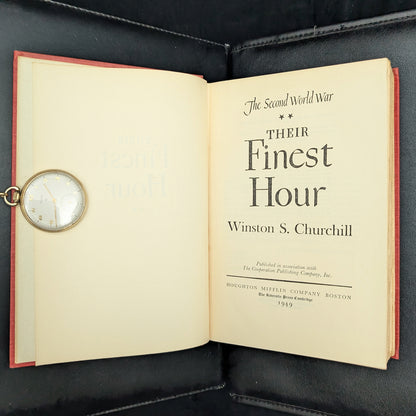 The Second World War
★ ★
THEIR
Finest
Hour
Winston S. Churchill
Published in association with
The Cooperation Publishing Company, Inc.
HOUGHTON MIFFLIN COMPANY BOSTON
The Riverside Press Cambridge
1949